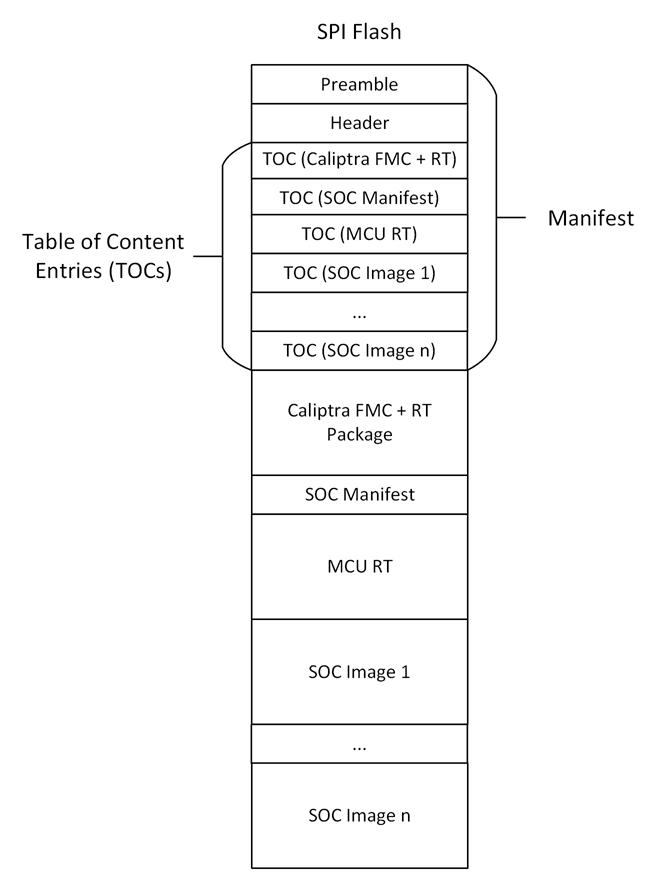 SPI Flash
Preamble
Header
TOC (Caliptra FMC + RT)
TOC (SOC Manifest)
TOC (MCU RT)
TOC (SOC Image 1)
...
TOC (SOC Image n)
Table of Content
Entries (TOCs)
Manifest
Caliptra FMC + RT
Package
SOC Manifest
MCU RT
SOC Image 1
...
SOC Image n